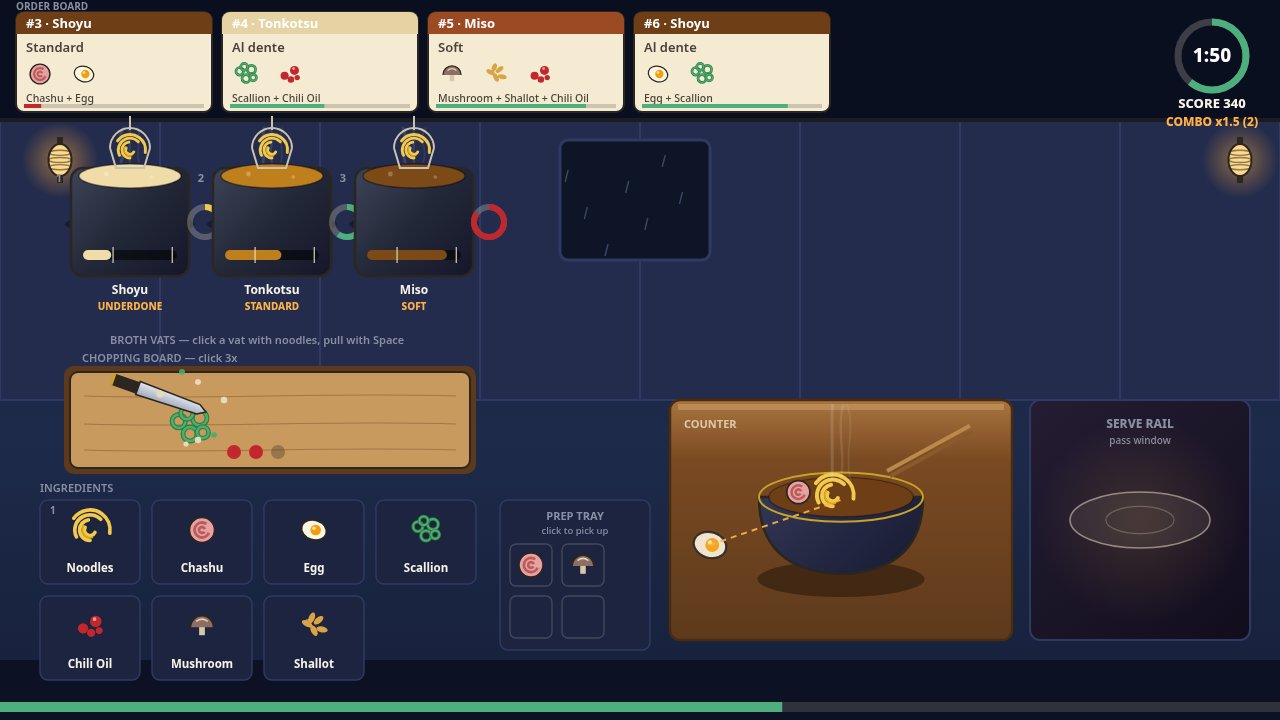 ORDER BOARD
#3 · Shoyu
Standard
Chashu + Egg
#4 · Tonkotsu
Al dente
Scallion + Chili Oil
#5 · Miso
Soft
Mushroom + Shallot + Chili Oil
#6 · Shoyu
Al dente
Egg + Scallion
1:50
SCORE 340
COMBO x1.5 (2)
2
3
Shoyu
UNDERDONE
Tonkotsu
STANDARD
Miso
SOFT
BROTH VATS — click a vat with noodles, pull with Space
CHOPPING BOARD — click 3x
INGREDIENTS
1
Noodles
Chashu
Egg
Scallion
Chili Oil
Mushroom
Shallot
PREP TRAY
click to pick up
COUNTER
SERVE RAIL
pass window